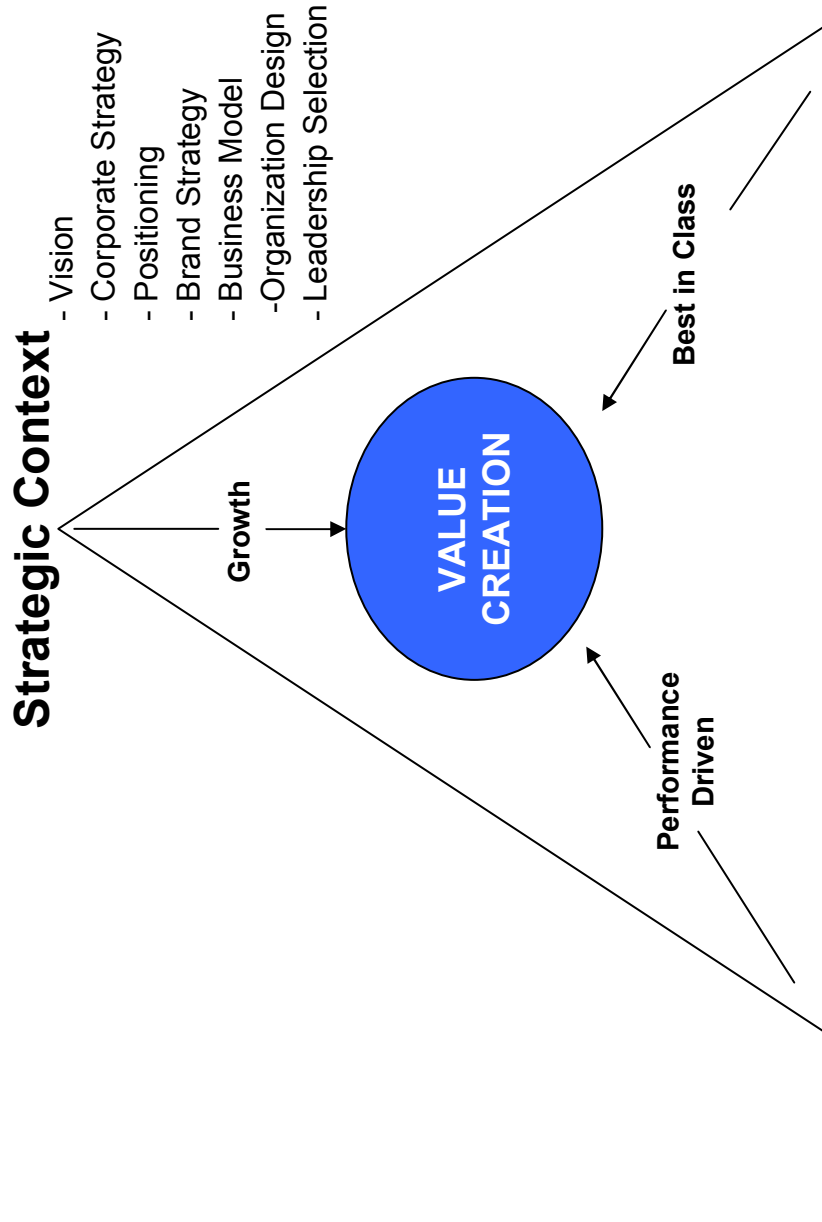 Strategic Context
- Vision
- Corporate Strategy
- Positioning
- Brand Strategy
- Business Model
-Organization Design
- Leadership Selection
Growth
VALUE
CREATION
Performance
Driven
Best in Class